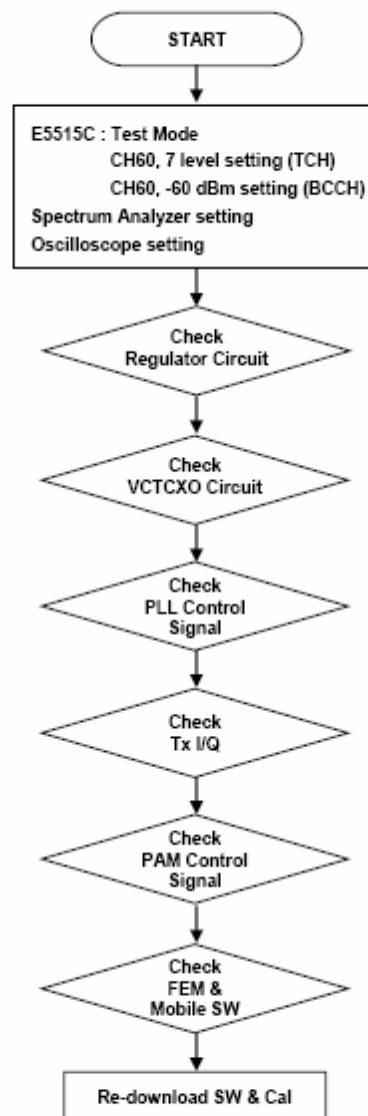 START
E5515C : Test Mode
CH60, 7 level setting (TCH)
CH60, -60 dBm setting (BCCH)
Spectrum Analyzer setting
Oscilloscope setting
Check
Regulator Circuit
Check
VCTCXO Circuit
Check
PLL Control
Signal
Check
Tx I/Q
Check
PAM Control
Signal
Check
FEM &
Mobile SW
Re-download SW & Cal